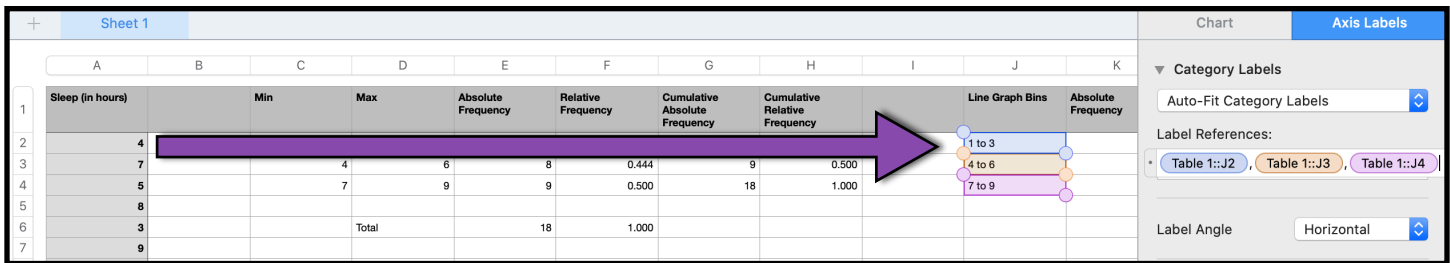 + Sheet 1 Chart Axis Labels
A B C D E F G H I J K
Category Labels
1 Sleep (in hours) Min Max Absolute Relative Cumulative Cumulative Line Graph Bins Absolute
Frequency Frequency Absolute Relative Frequency
Frequency Frequency
Auto-Fit Category Labels
Label References:
2 4 1 to 3
3 7 4 6 8 0.444 9 0.500 4 to 6
Table 1::J2 , Table 1::J3 , Table 1::J4
4 5 7 9 9 0.500 18 1.000 7 to 9
5 8
6 3 Total 18 1.000
Label Angle Horizontal
7 9